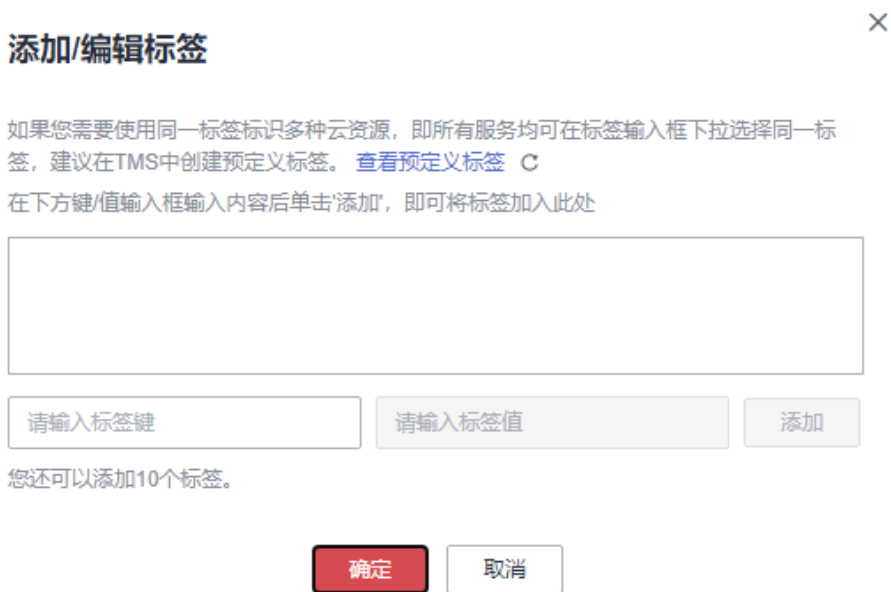 添加/编辑标签
如果您需要使用同一标签标识多种云资源，即所有服务均可在标签输入框下拉选择同一标
签，建议在TMS中创建预定义标签。 查看预定义标签
在下方键/值输入框输入内容后单击'添加'，即可将标签加入此处
请输入标签键 请输入标签值 添加
您还可以添加10个标签。
确定 取消